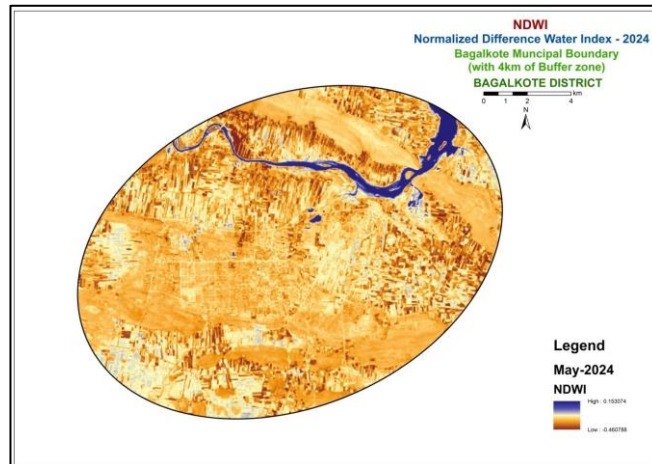 NDWI
Normalized Difference Water Index - 2024
Bagalkote Muncipal Boundary
(with 4km of Buffer zone)
BAGALKOTE DISTRICT
0 1 2 4 km
N
Legend
May-2024
NDWI
High : 0.153074
Low : -0.460788